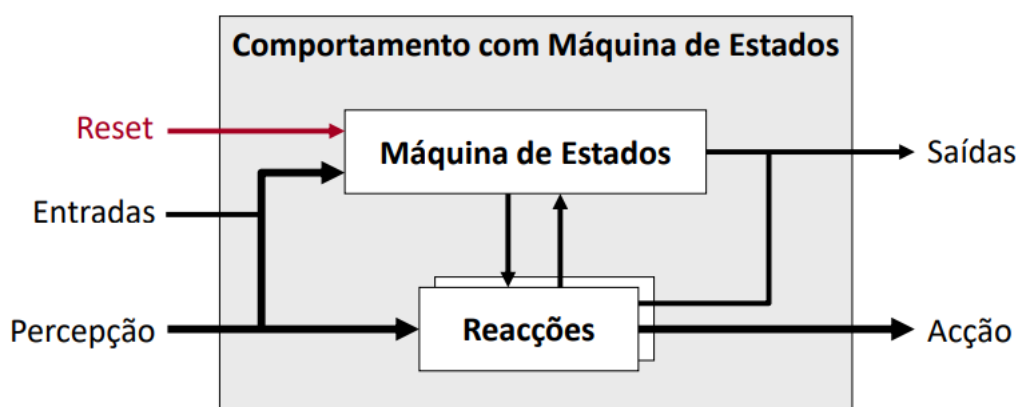 Comportamento com Máquina de Estados
Reset
Máquina de Estados
Saídas
Entradas
Percepção
Reacções
Acção